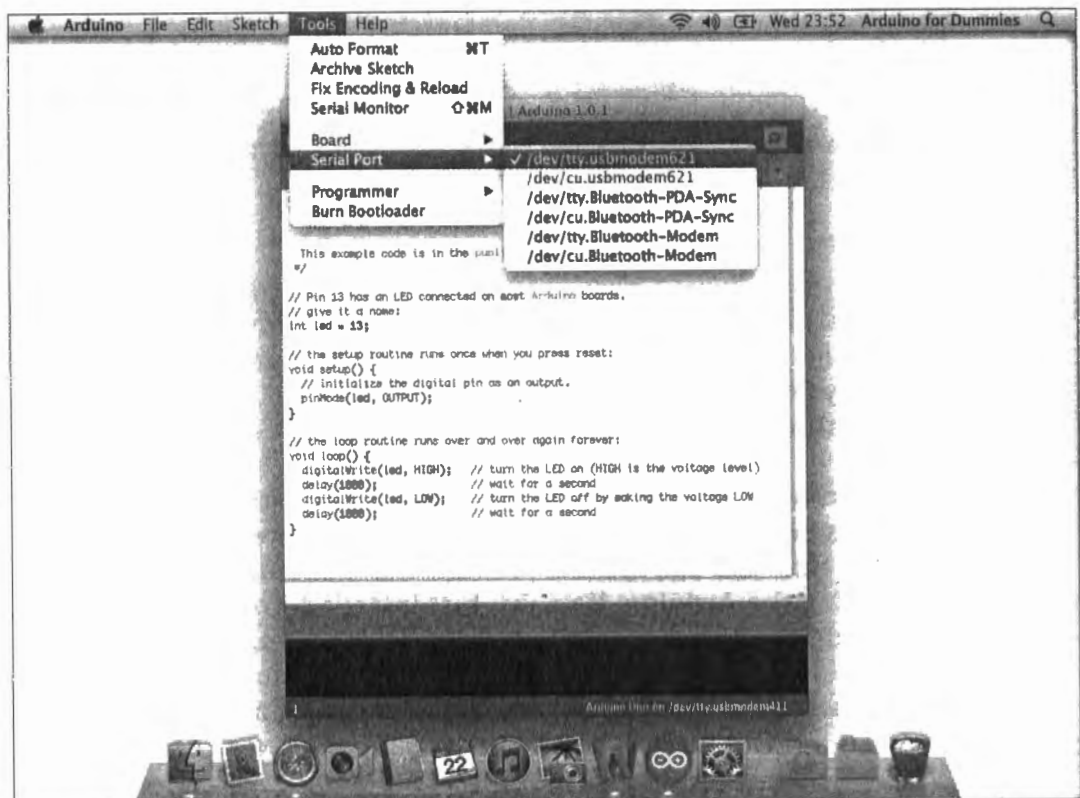 Arduino File Edit Sketch Tools Help Wed 23:52 Arduino for Dummies
Auto Format ⌘T
Archive Sketch
Fix Encoding & Reload
Serial Monitor ⇧⌘M
Arduino 1.0.1
Board
Serial Port
✓ /dev/tty.usbmodem621
/dev/cu.usbmodem621
/dev/tty.Bluetooth-PDA-Sync
/dev/cu.Bluetooth-PDA-Sync
/dev/tty.Bluetooth-Modem
/dev/cu.Bluetooth-Modem
Programmer
Burn Bootloader
This example code is in the
*/
// Pin 13 has an LED connected on most Arduino boards.
// give it a name:
int led = 13;
// the setup routine runs once when you press reset:
void setup() {
// initialize the digital pin as an output.
pinMode(led, OUTPUT);
}
// the loop routine runs over and over again forever:
void loop() {
digitalWrite(led, HIGH); // turn the LED on (HIGH is the voltage level)
delay(1000); // wait for a second
digitalWrite(led, LOW); // turn the LED off by making the voltage LOW
delay(1000); // wait for a second
}
1 Arduino Uno on /dev/tty.usbmodem411
22